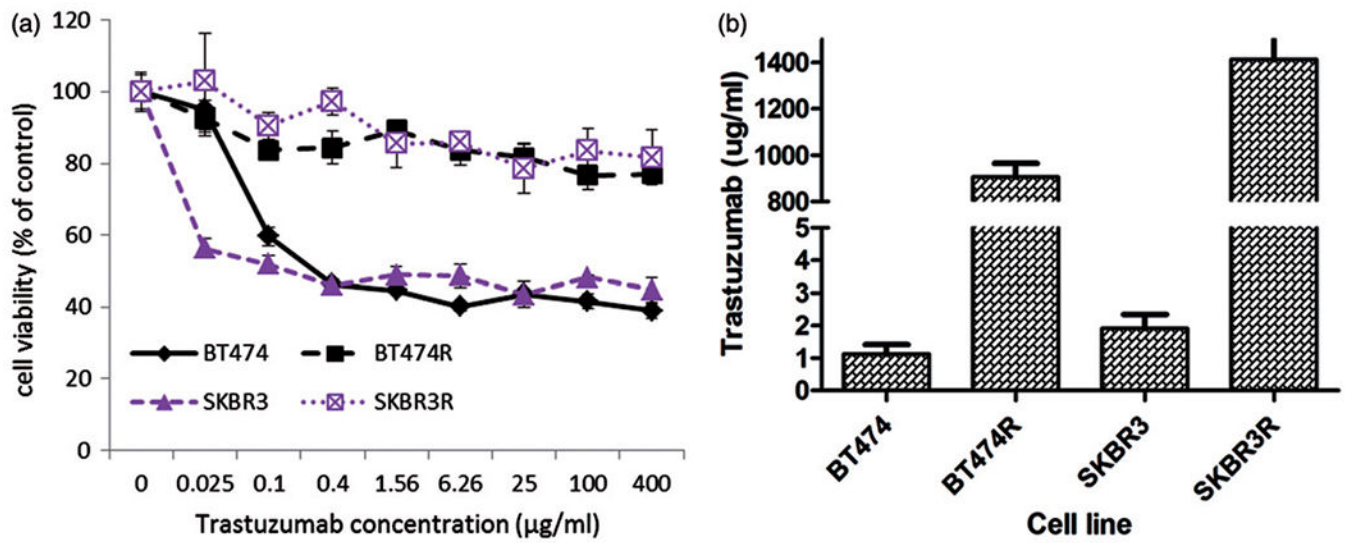 (a)
120
100
80
60
40
20
0
cell viability (% of control)
BT474
BT474R
SKBR3
SKBR3R
0 0.025 0.1 0.4 1.56 6.26 25 100 400
Trastuzumab concentration (μg/ml)
(b)
Trastuzumab (ug/ml)
1400
1200
1000
800
5
4
3
2
1
0
BT474
BT474R
SKBR3
SKBR3R
Cell line